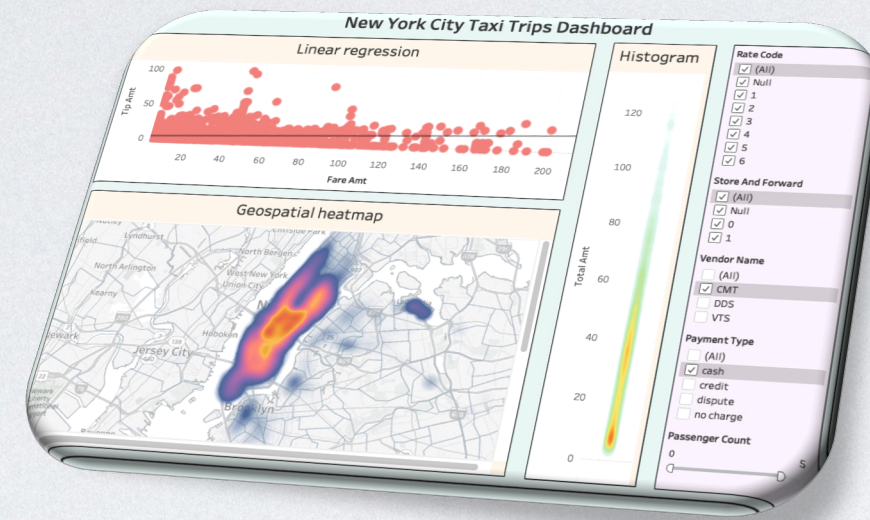 New York City Taxi Trips Dashboard
Linear regression
100
50
0
Tip Amt
20 40 60 80 100 120 140 160 180 200
Fare Amt
Geospatial heatmap
Lyndhurst
North Bergen
North Arlington
West New York
Union City
Kearny
Hoboken
Jersey City
Brooklyn
Histogram
120
100
80
60
40
20
0
Total Amt
Rate Code
(All)
Null
1
2
3
4
5
6
Store And Forward
(All)
Null
0
1
Vendor Name
(All)
CMT
DDS
VTS
Payment Type
(All)
cash
credit
dispute
no charge
Passenger Count
0 5